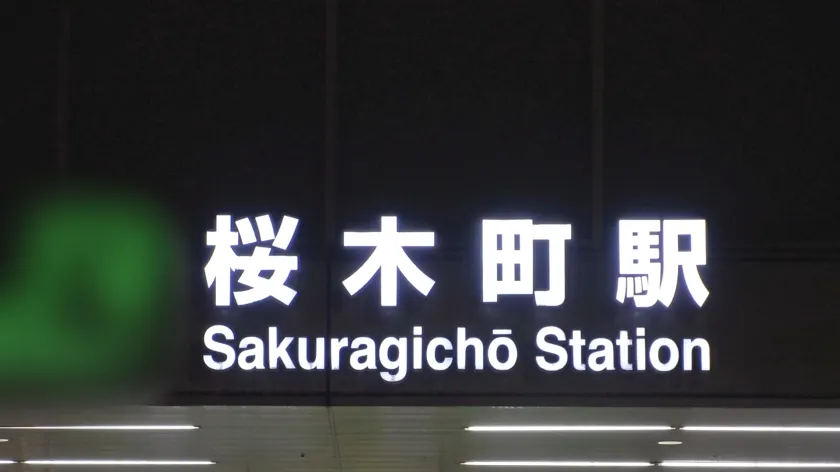 桜木町駅
Sakuragichō Station